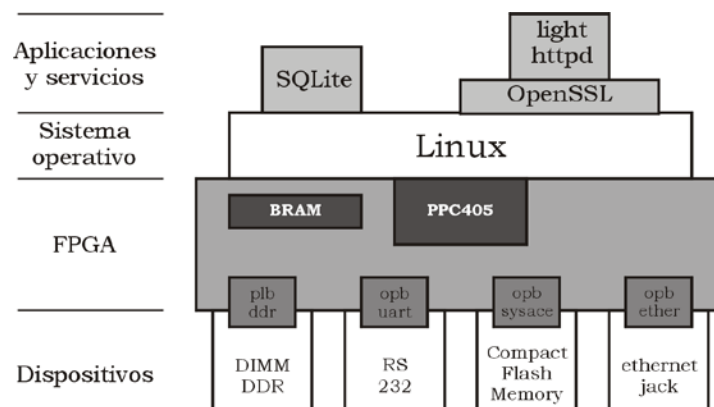 Aplicaciones
y servicios
SQLite
light
httpd
OpenSSL
Sistema
operativo
Linux
FPGA
BRAM
PPC405
plb
ddr
opb
uart
opb
sysace
opb
ether
Dispositivos
DIMM
DDR
RS
232
Compact
Flash
Memory
ethernet
jack